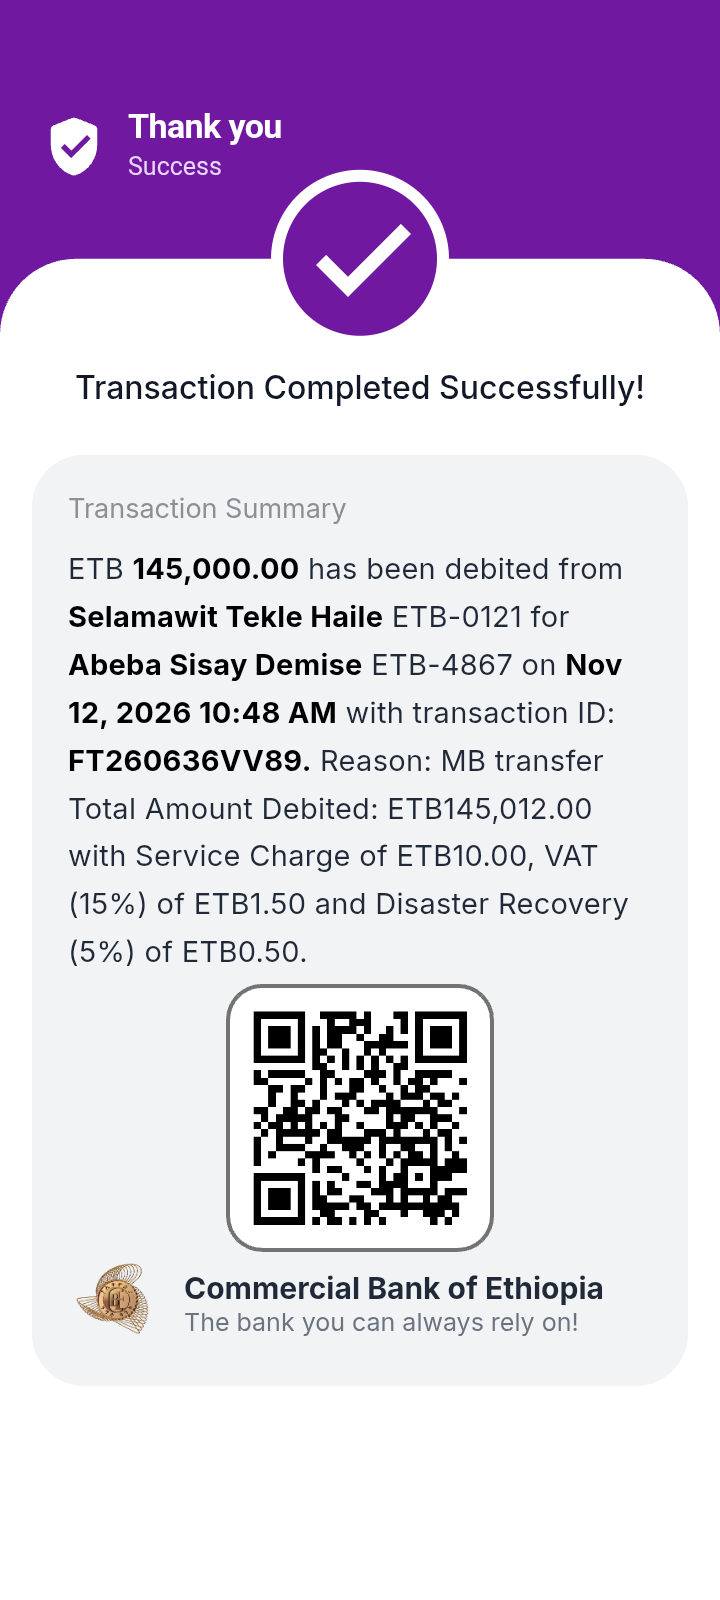 Thank you
Success
Transaction Completed Successfully!
Transaction Summary
ETB 145,000.00 has been debited from
Selamawit Tekle Haile ETB-0121 for
Abeba Sisay Demise ETB-4867 on Nov
12, 2026 10:48 AM with transaction ID:
FT260636VV89. Reason: MB transfer
Total Amount Debited: ETB145,012.00
with Service Charge of ETB10.00, VAT
(15%) of ETB1.50 and Disaster Recovery
(5%) of ETB0.50.
Commercial Bank of Ethiopia
The bank you can always rely on!